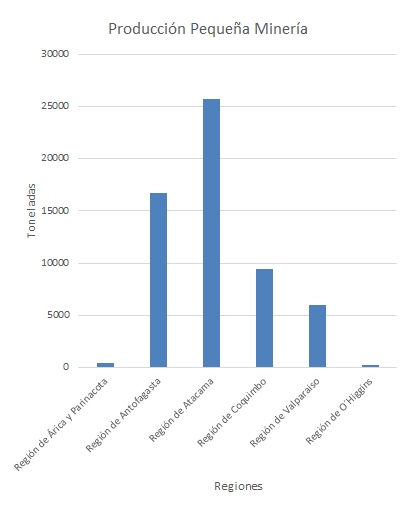 Producción Pequeña Minería
30000
25000
20000
15000
10000
5000
0
Toneladas
Región de Árica y Parinacota
Región de Antofagasta
Región de Atacama
Región de Coquimbo
Región de Valparaiso
Región de O´Higgins
Regiones